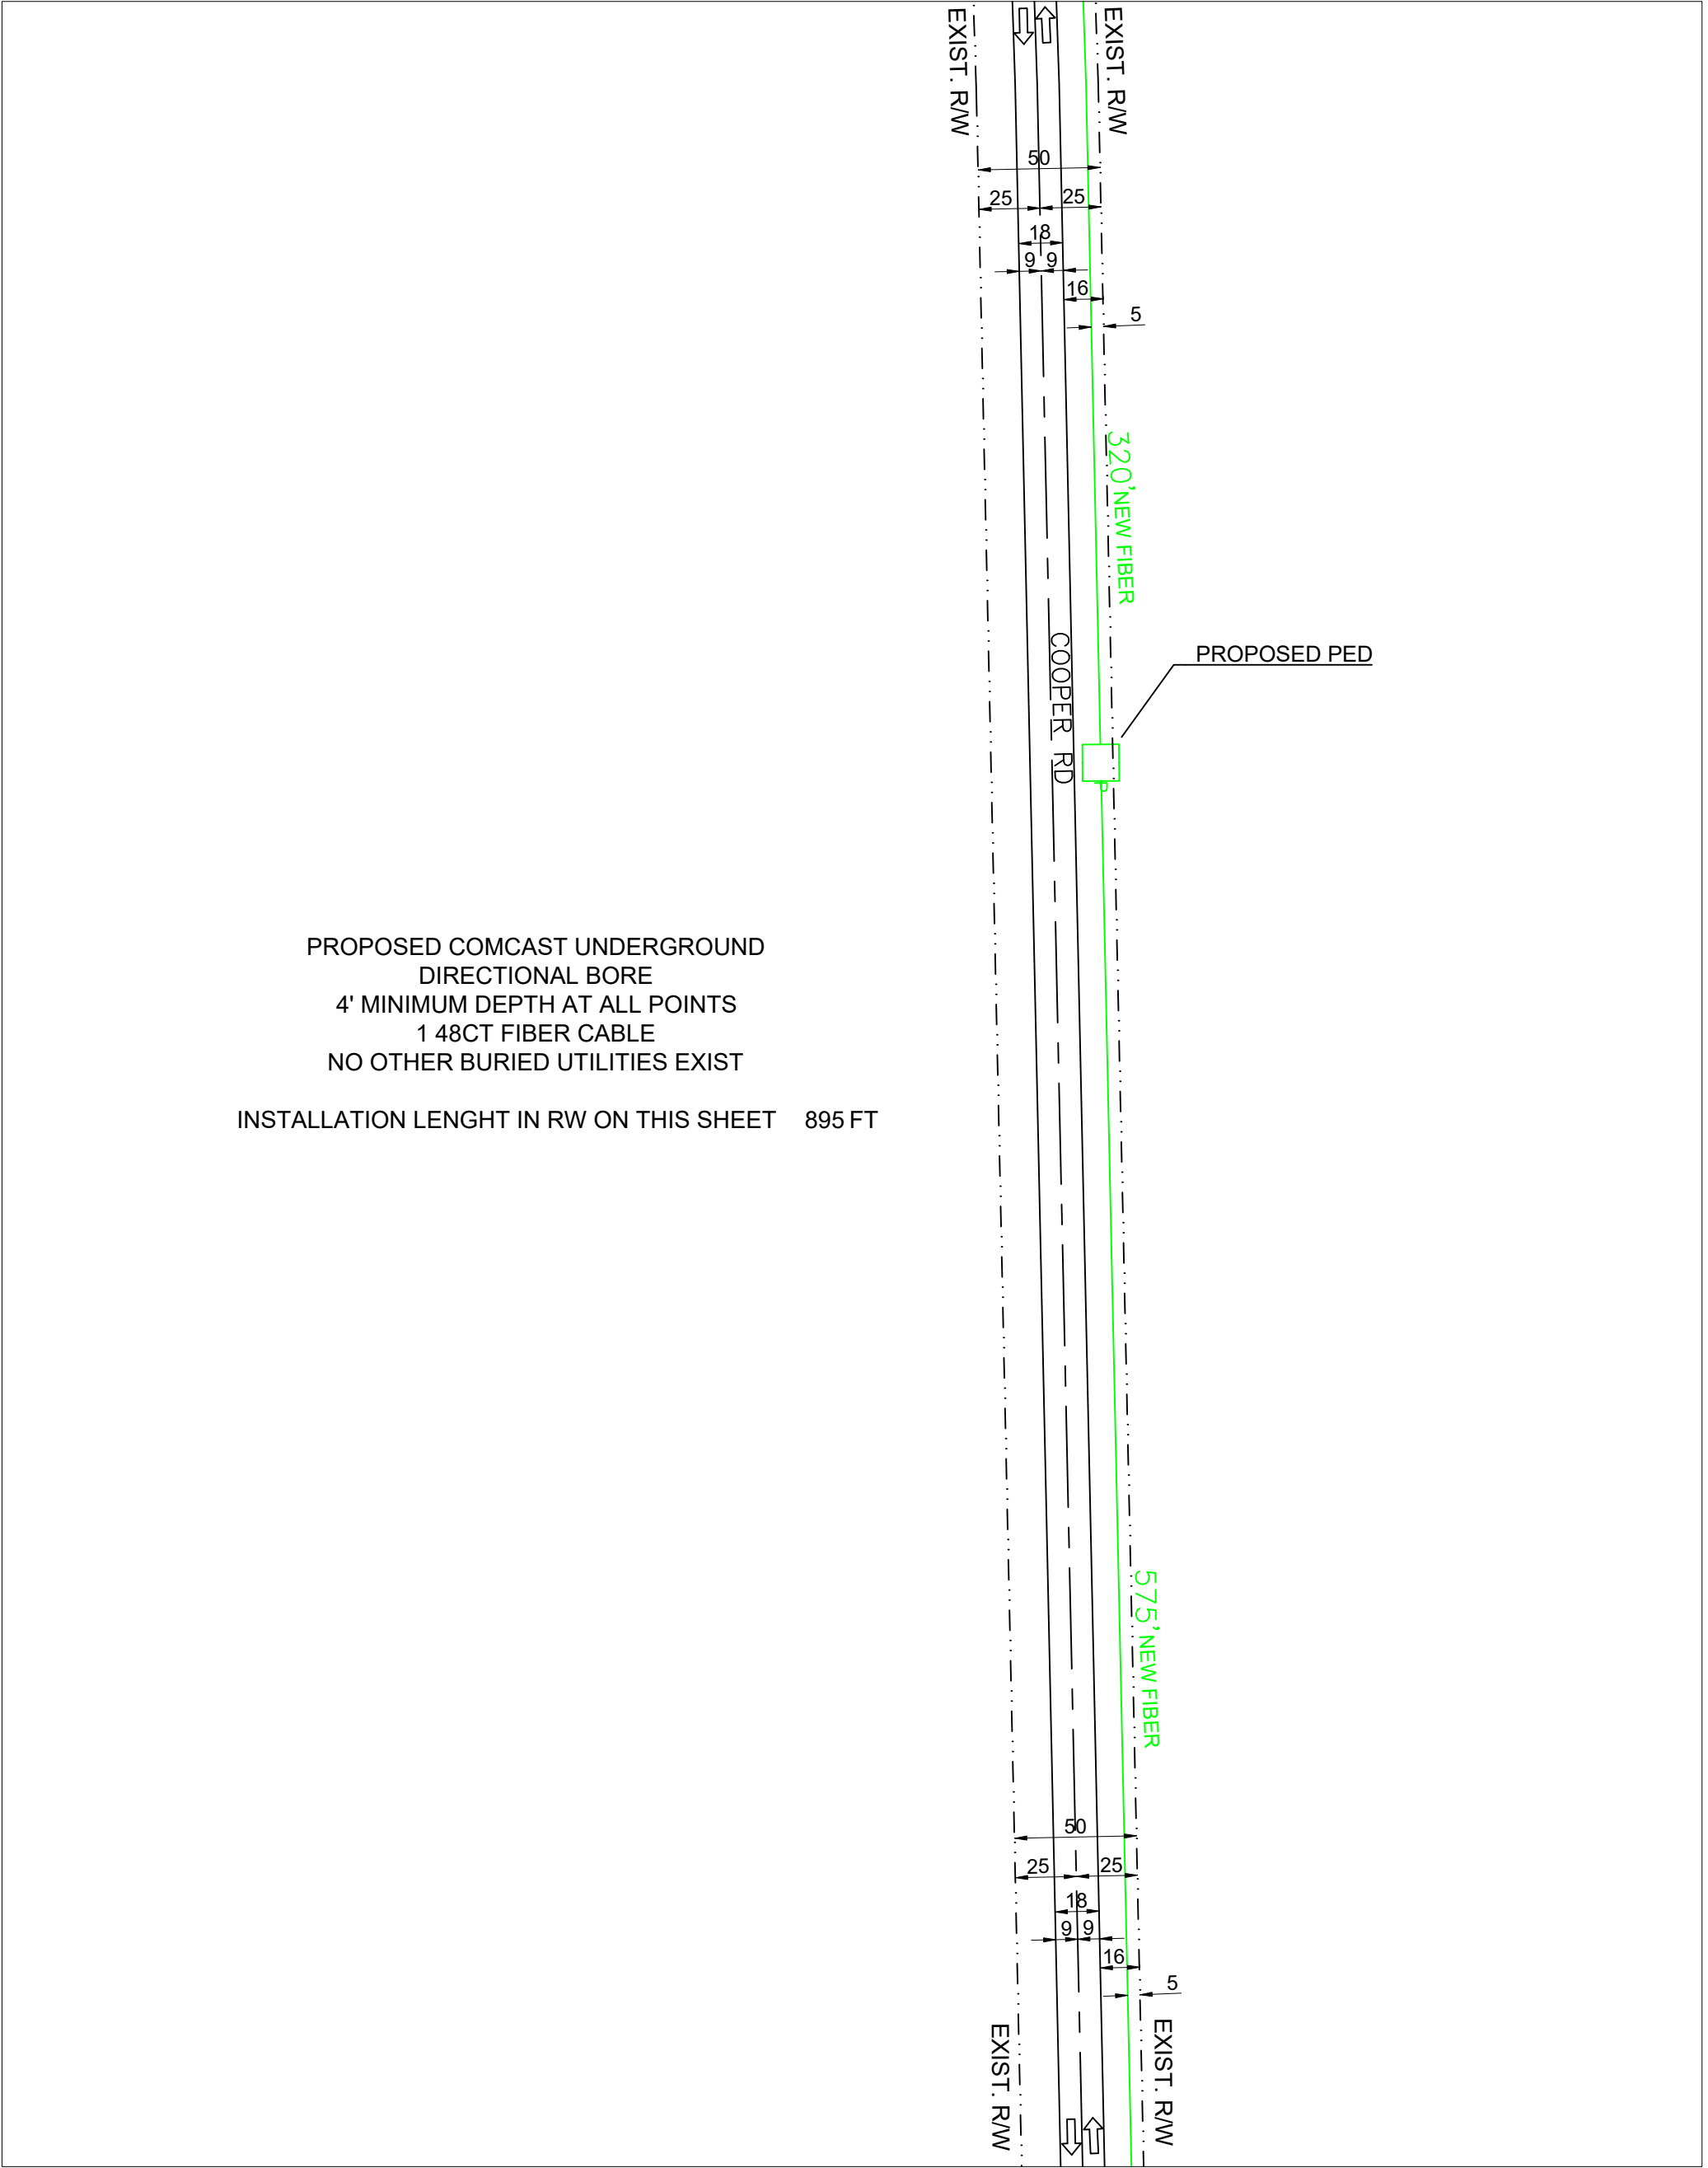 EXIST. R/W
EXIST. R/W
50
25
25
18
9
9
16
5
320' NEW FIBER
COOPER RD
PROPOSED PED
P
PROPOSED COMCAST UNDERGROUND
DIRECTIONAL BORE
4' MINIMUM DEPTH AT ALL POINTS
1 48CT FIBER CABLE
NO OTHER BURIED UTILITIES EXIST
INSTALLATION LENGHT IN RW ON THIS SHEET 895 FT
575' NEW FIBER
50
25
25
18
9
9
16
5
EXIST. R/W
EXIST. R/W